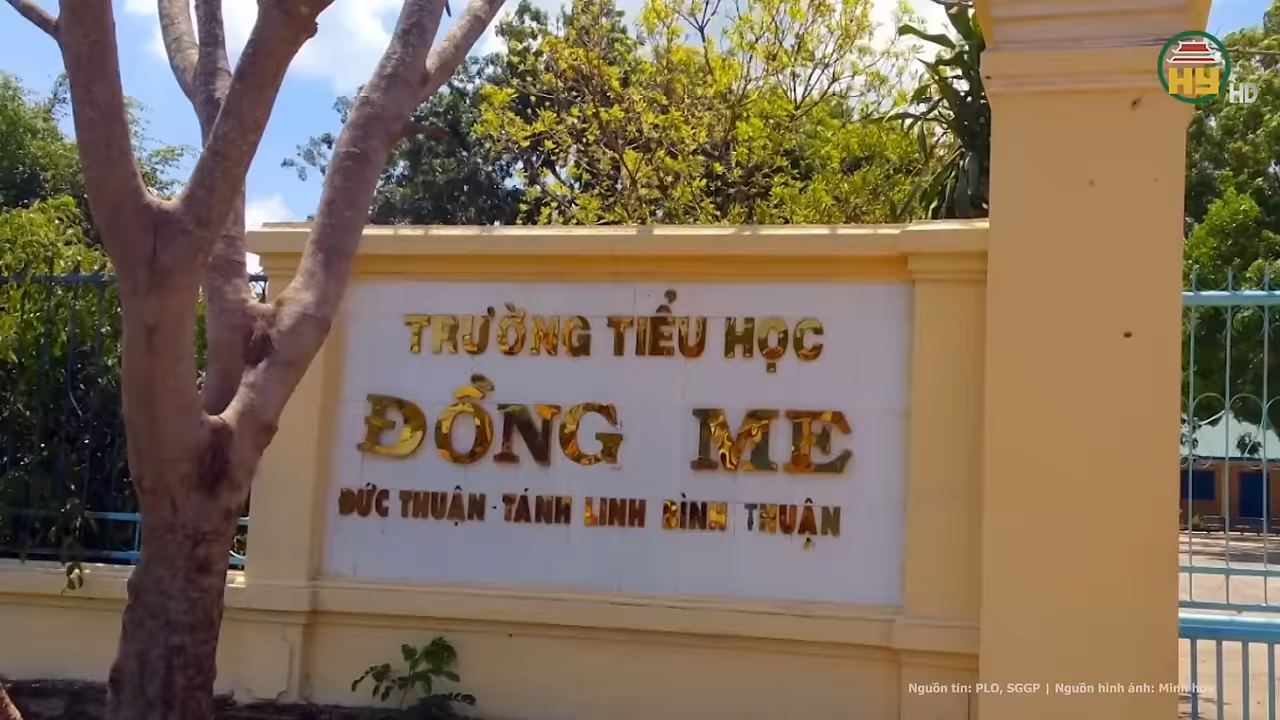 HY HD
TRƯỜNG TIỂU HỌC
ĐỒNG ME
ĐỨC THUẬN - TÁNH LINH BÌNH THUẬN
Nguồn tin: PLO, SGGP | Nguồn hình ảnh: Minh họa